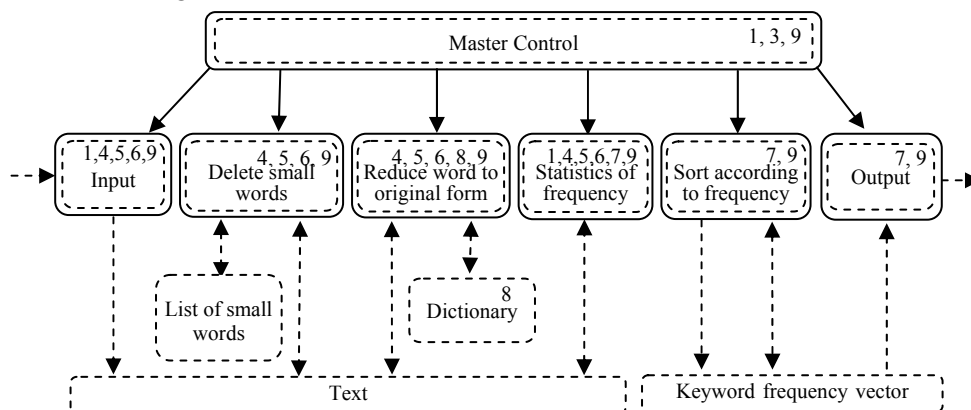 Master Control
1, 3, 9
1,4,5,6,9
Input
4, 5, 6, 9
Delete small
words
4, 5, 6, 8, 9
Reduce word to
original form
1,4,5,6,7,9
Statistics of
frequency
7, 9
Sort according
to frequency
7, 9
Output
List of small
words
8
Dictionary
Text
Keyword frequency vector